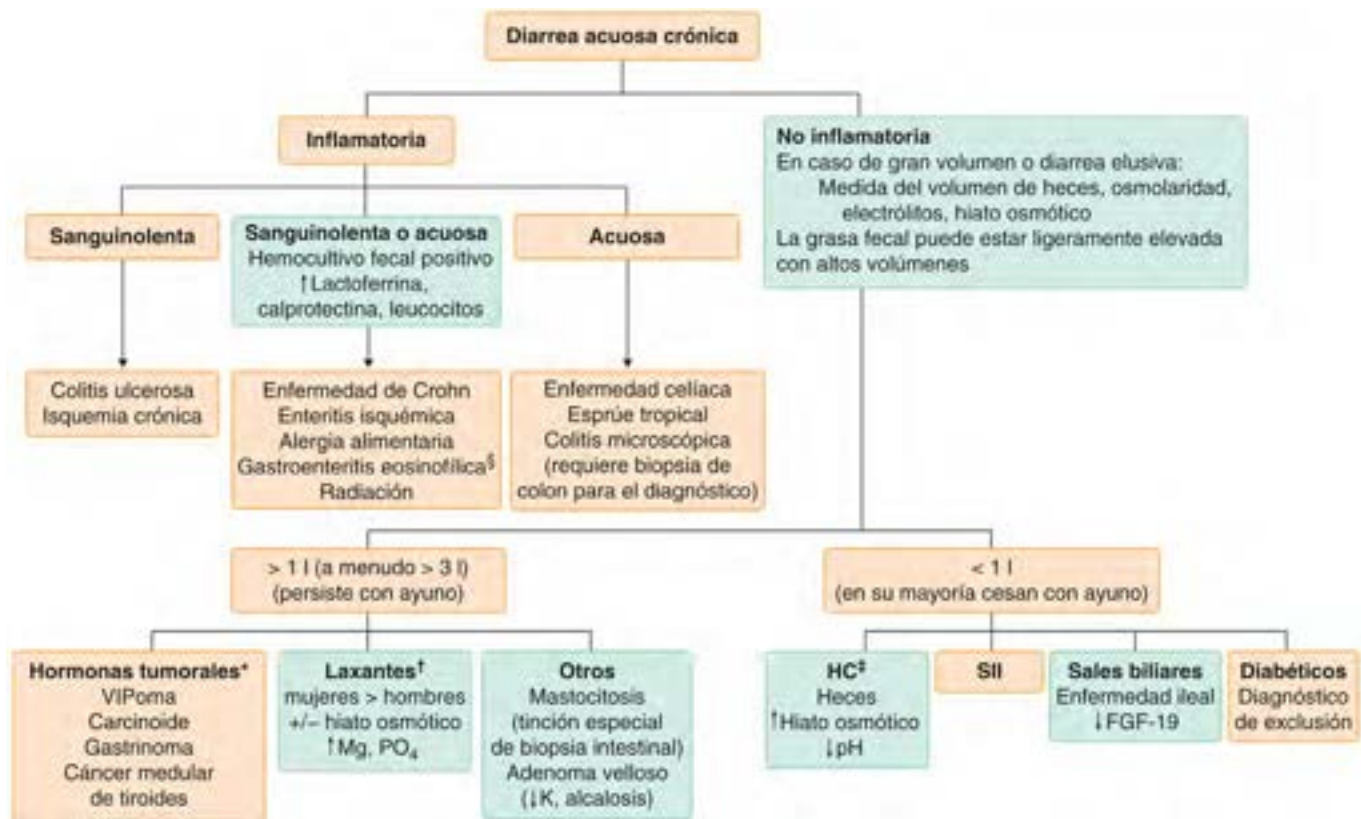 Diarrea acuosa crónica
Inflamatoria
No inflamatoria
En caso de gran volumen o diarrea elusiva:
Medida del volumen de heces, osmolaridad,
electrólitos, hiato osmótico
La grasa fecal puede estar ligeramente elevada
con altos volúmenes
Sanguinolenta
Sanguinolenta o acuosa
Hemocultivo fecal positivo
↑Lactoferrina,
calprotectina, leucocitos
Acuosa
Colitis ulcerosa
Isquemia crónica
Enfermedad de Crohn
Enteritis isquémica
Alergia alimentaria
Gastroenteritis eosinofílica§
Radiación
Enfermedad celíaca
Esprúe tropical
Colitis microscópica
(requiere biopsia de
colon para el diagnóstico)
> 1 l (a menudo > 3 l)
(persiste con ayuno)
< 1 l
(en su mayoría cesan con ayuno)
Hormonas tumorales*
VIPoma
Carcinoide
Gastrinoma
Cáncer medular
de tiroides
Laxantes†
mujeres > hombres
+/− hiato osmótico
↑Mg, PO₄
Otros
Mastocitosis
(tinción especial
de biopsia intestinal)
Adenoma velloso
(↓K, alcalosis)
HC‡
Heces
↑Hiato osmótico
↓pH
SII
Sales biliares
Enfermedad ileal
↓FGF-19
Diabéticos
Diagnóstico
de exclusión